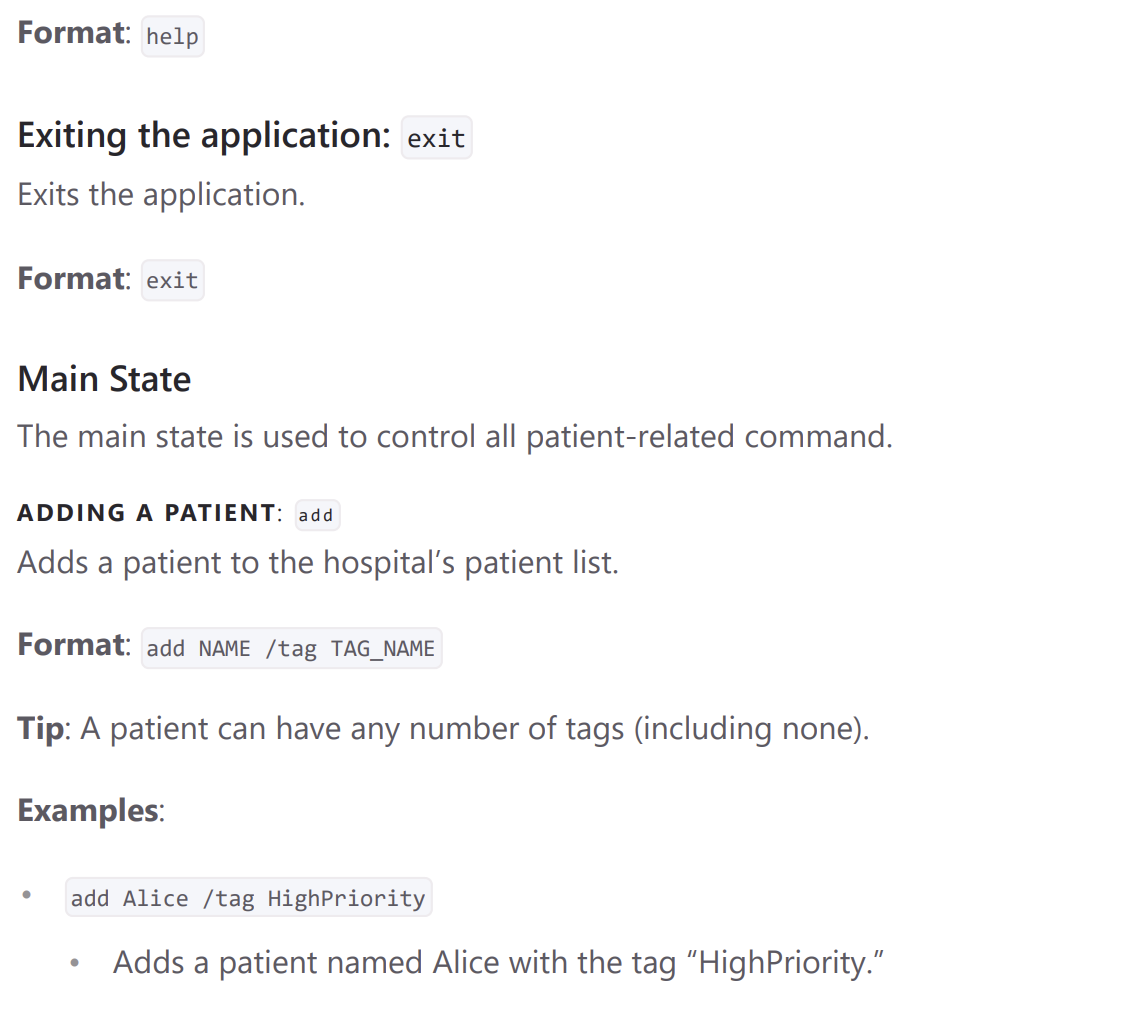 Format: help
Exiting the application: exit
Exits the application.
Format: exit
Main State
The main state is used to control all patient-related command.
ADDING A PATIENT: add
Adds a patient to the hospital’s patient list.
Format: add NAME /tag TAG_NAME
Tip: A patient can have any number of tags (including none).
Examples:
• add Alice /tag HighPriority
• Adds a patient named Alice with the tag “HighPriority.”